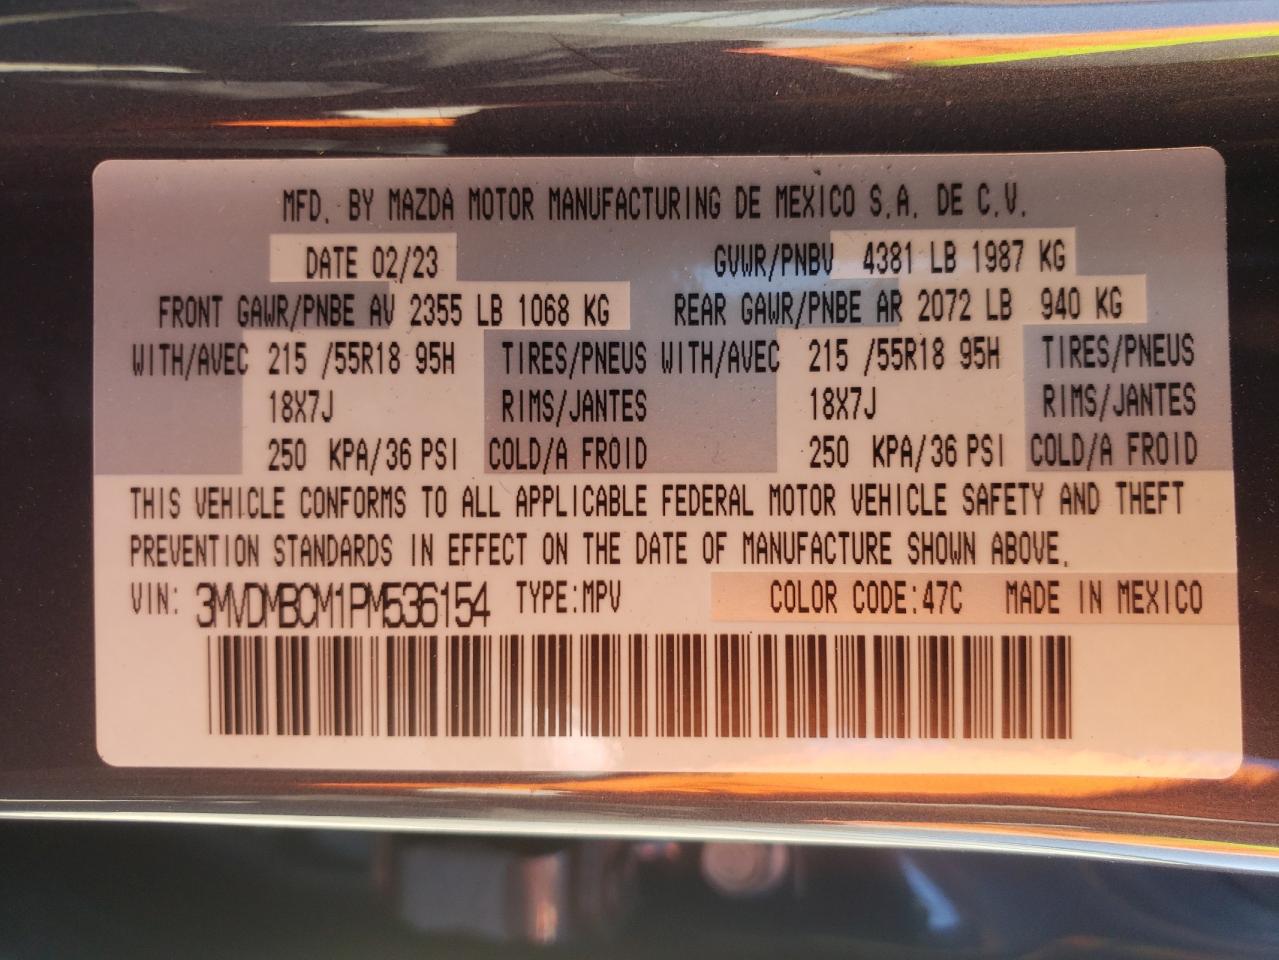 MFD. BY MAZDA MOTOR MANUFACTURING DE MEXICO S.A. DE C.V.
DATE 02/23 GVWR/PNBV 4381 LB 1987 KG
FRONT GAWR/PNBE AV 2355 LB 1068 KG REAR GAWR/PNBE AR 2072 LB 940 KG
WITH/AVEC 215 /55R18 95H TIRES/PNEUS WITH/AVEC 215 /55R18 95H TIRES/PNEUS
18X7J RIMS/JANTES 18X7J RIMS/JANTES
250 KPA/36 PSI COLD/A FROID 250 KPA/36 PSI COLD/A FROID
THIS VEHICLE CONFORMS TO ALL APPLICABLE FEDERAL MOTOR VEHICLE SAFETY AND THEFT
PREVENTION STANDARDS IN EFFECT ON THE DATE OF MANUFACTURE SHOWN ABOVE.
VIN: 3MVDMBCM1PM536154 TYPE:MPV COLOR CODE:47C MADE IN MEXICO